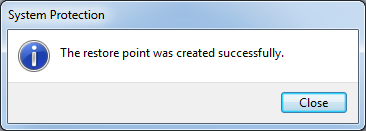 System Protection
The restore point was created successfully.
Close